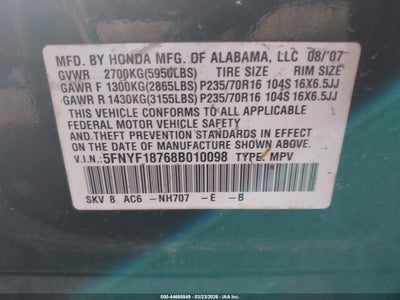 MFD. BY HONDA MFG. OF ALABAMA, LLC 08/'07
GVWR 2700KG(5950LBS) TIRE SIZE RIM SIZE
GAWR F 1300KG(2865LBS) P235/70R16 104S 16X6.5JJ
GAWR R 1430KG(3155LBS) P235/70R16 104S 16X6.5JJ
THIS VEHICLE CONFORMS TO ALL APPLICABLE
FEDERAL MOTOR VEHICLE SAFETY STANDARDS
IN EFFECT ON THE DATE OF MANUFACTURE
SHOWN ABOVE.
V.I.N.: 5FNYF18768B010098 TYPE: MPV
SKV 8 AC6 -NH707 -E -B
000-44668849 - 03/23/2026 - IAA, INC.